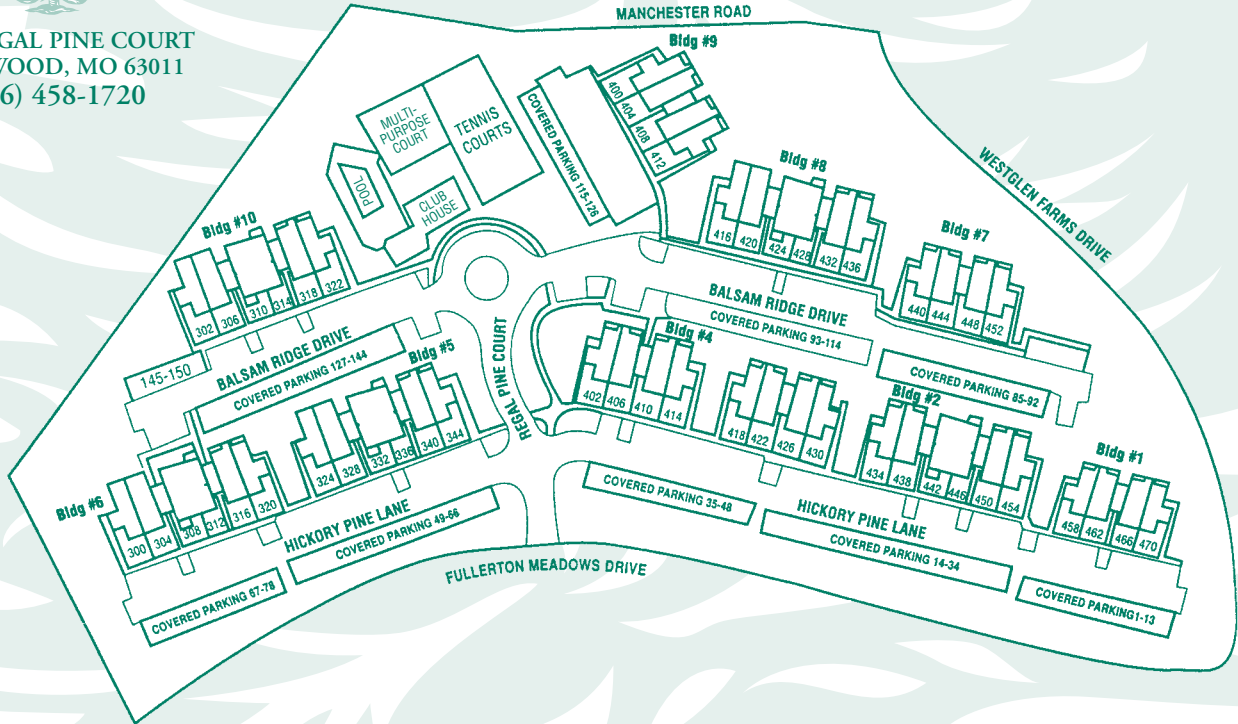 GAL PINE COURT
WOOD, MO 63011
6) 458-1720
MANCHESTER ROAD
Bldg #9
400
404
408
412
COVERED PARKING 115-126
TENNIS
COURTS
MULTI-
PURPOSE
COURT
POOL
CLUB
HOUSE
WESTGLEN FARMS DRIVE
Bldg #8
416
420
424
428
432
436
Bldg #7
440
444
448
452
Bldg #10
302
306
310
314
318
322
145-150
BALSAM RIDGE DRIVE
COVERED PARKING 127-144
REGAL PINE COURT
BALSAM RIDGE DRIVE
COVERED PARKING 93-114
COVERED PARKING 85-92
Bldg #5
324
328
332
336
340
344
Bldg #4
402
406
410
414
418
422
426
430
Bldg #2
434
438
442
446
450
454
Bldg #1
458
462
466
470
Bldg #6
300
304
308
312
316
320
HICKORY PINE LANE
COVERED PARKING 49-66
COVERED PARKING 67-78
COVERED PARKING 35-48
HICKORY PINE LANE
COVERED PARKING 14-34
COVERED PARKING1-13
FULLERTON MEADOWS DRIVE